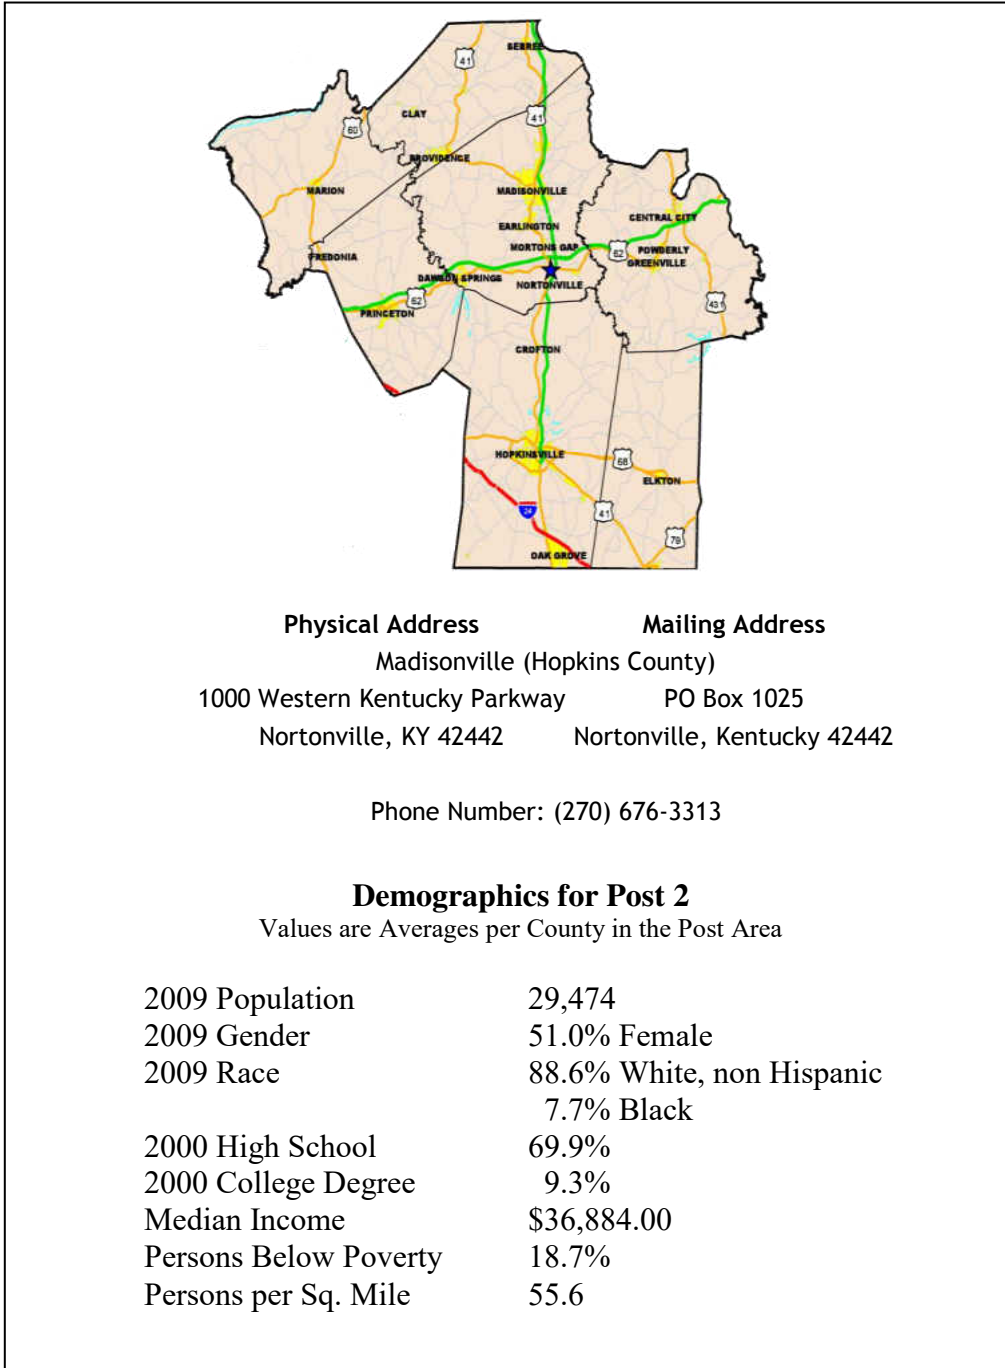 SEBREE
41
CLAY
41
60
PROVIDENCE
MARION
MADISONVILLE
CENTRAL CITY
EARLINGTON
MORTONS GAP
62
POWDERLY
FREDONIA
GREENVILLE
DAWSON SPRINGS
NORTONVILLE
62
431
PRINCETON
CROFTON
HOPKINSVILLE
68
ELKTON
24
41
79
OAK GROVE
Physical Address Mailing Address
Madisonville (Hopkins County)
1000 Western Kentucky Parkway PO Box 1025
Nortonville, KY 42442 Nortonville, Kentucky 42442
Phone Number: (270) 676-3313
Demographics for Post 2
Values are Averages per County in the Post Area
2009 Population 29,474
2009 Gender 51.0% Female
2009 Race 88.6% White, non Hispanic
7.7% Black
2000 High School 69.9%
2000 College Degree 9.3%
Median Income $36,884.00
Persons Below Poverty 18.7%
Persons per Sq. Mile 55.6